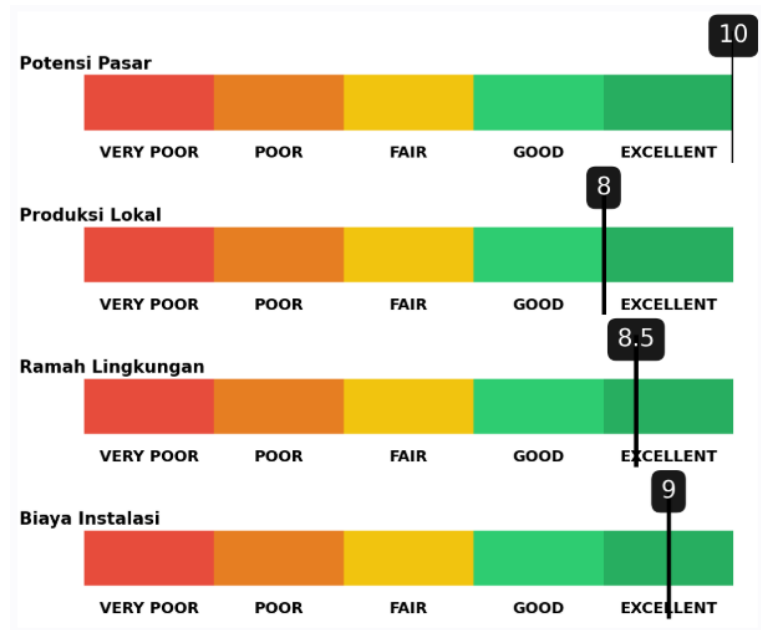 10
Potensi Pasar
VERY POOR POOR FAIR GOOD EXCELLENT
8
Produksi Lokal
VERY POOR POOR FAIR GOOD EXCELLENT
8.5
Ramah Lingkungan
VERY POOR POOR FAIR GOOD EXCELLENT
9
Biaya Instalasi
VERY POOR POOR FAIR GOOD EXCELLENT